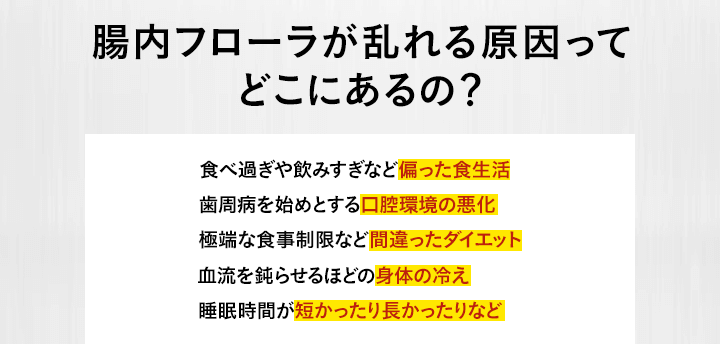 腸内フローラが乱れる原因って
どこにあるの？
食べ過ぎや飲みすぎなど偏った食生活
歯周病を始めとする口腔環境の悪化
極端な食事制限など間違ったダイエット
血流を鈍らせるほどの身体の冷え
睡眠時間が短かったり長かったりなど